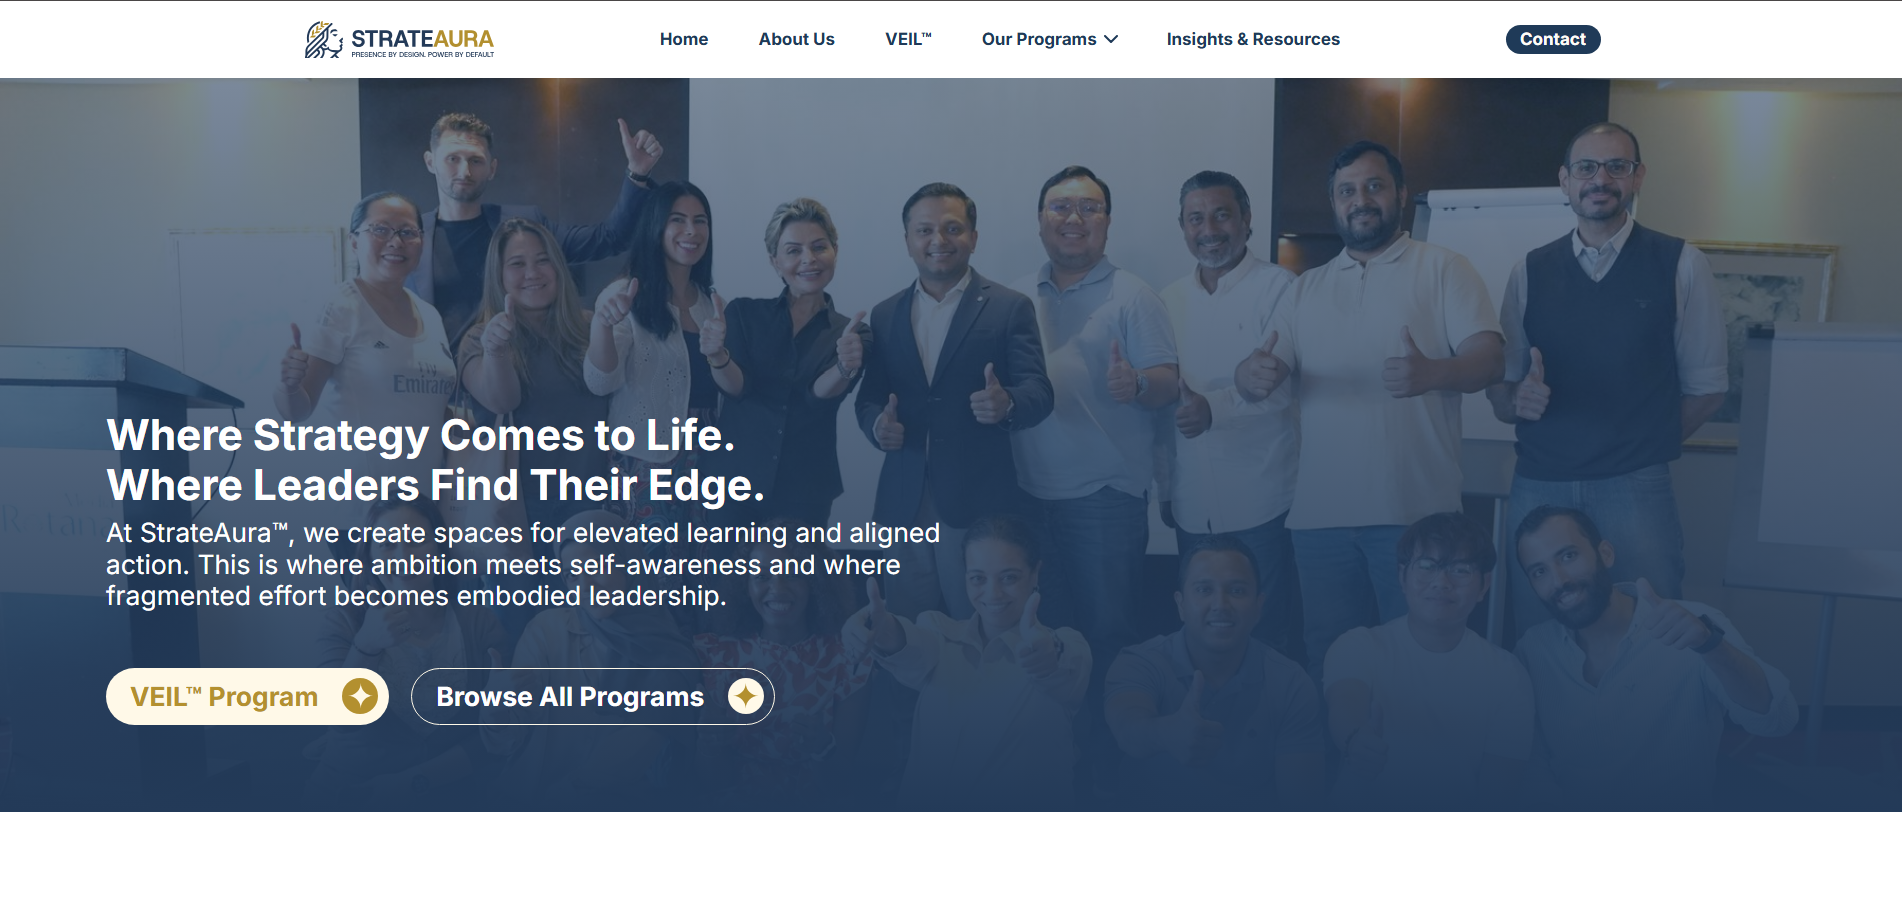 STRATEAURA
PRESENCE BY DESIGN. POWER BY DEFAULT
Home
About Us
VEIL™
Our Programs
Insights & Resources
Contact
Emirate
Where Strategy Comes to Life.
Where Leaders Find Their Edge.
At StrateAura™, we create spaces for elevated learning and aligned
action. This is where ambition meets self-awareness and where
fragmented effort becomes embodied leadership.
VEIL™ Program
Browse All Programs